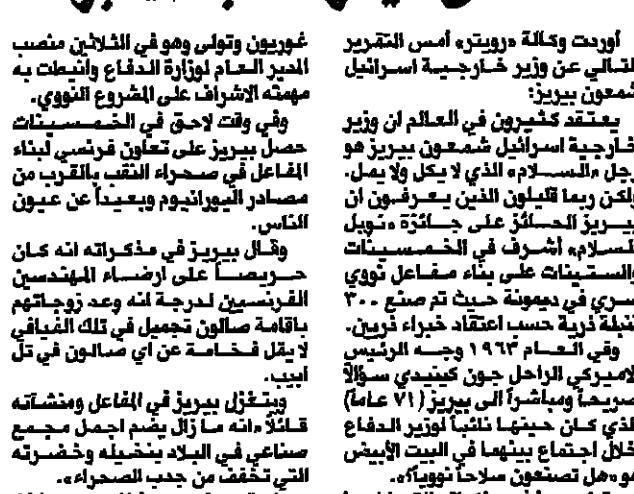 أوردت وكالة «رويتر» أمس التقرير
التالي عن وزير خارجية اسرائيل
شمعون بيريز:
يعتقد كثيرون في العالم ان وزير
خارجية اسرائيل شمعون بيريز هو
رجل «السلام» الذي لا يكل ولا يمل.
ولكن ربما قليلون الذين يعرفون ان
بيريز الحائز على جائزة «نوبل
للسلام» أشرف في الخمسينات
والستينات على بناء مفاعل نووي
سري في ديمونة حيث تم صنع ٣٠٠
قنبلة ذرية حسب اعتقاد خبراء غربيين.
وفي العام ١٩٦٣ وجه الرئيس
الاميركي الراحل جون كينيدي سؤالاً
صريحاً ومباشراً الى بيريز (٧١ عاماً)
الذي كان حينها نائباً لوزير الدفاع
خلال اجتماع بينهما في البيت الأبيض
هو «هل تصنعون سلاحاً نووياً؟».
غوريون وتولى وهو في الثلاثين منصب
المدير العام لوزارة الدفاع وانيطت به
مهمته الاشراف على المشروع النووي.
وفي وقت لاحق في الخمسينات
حصل بيريز على تعاون فرنسي لبناء
المفاعل في صحراء النقب بالقرب من
مصادر اليورانيوم وبعيداً عن عيون
الناس.
وقال بيريز في مذكراته انه كان
حريصاً على ارضاء المهندسين
الفرنسيين لدرجة انه وعد زوجاتهم
باقامة صالون تجميل في تلك الفيافي
لا يقل فخامة عن اي صالون في تل
ابيب.
ويتغزل بيريز في المفاعل ومنشآته
قائلاً «انه ما زال يضم اجمل مجمع
صناعي في البلاد بنخيله وخضرته
التي تخفف من جدب الصحراء».